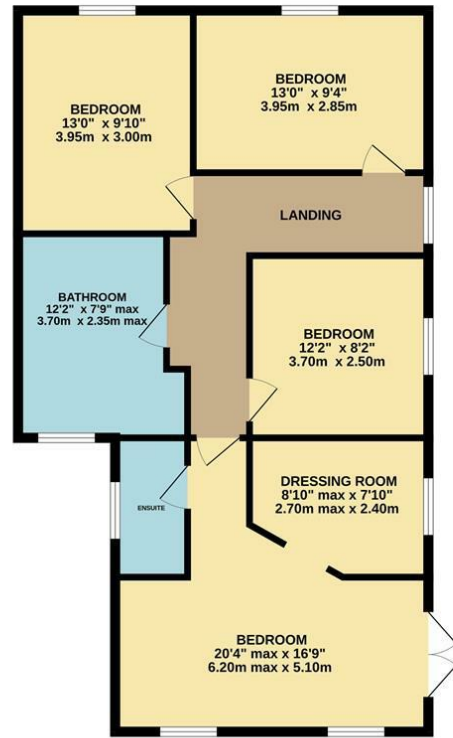 BEDROOM
13'0" x 9'10"
3.95m x 3.00m
BEDROOM
13'0" x 9'4"
3.95m x 2.85m
LANDING
BATHROOM
12'2" x 7'9" max
3.70m x 2.35m max
BEDROOM
12'2" x 8'2"
3.70m x 2.50m
DRESSING ROOM
8'10" max x 7'10"
2.70m max x 2.40m
ENSUITE
BEDROOM
20'4" max x 16'9"
6.20m max x 5.10m